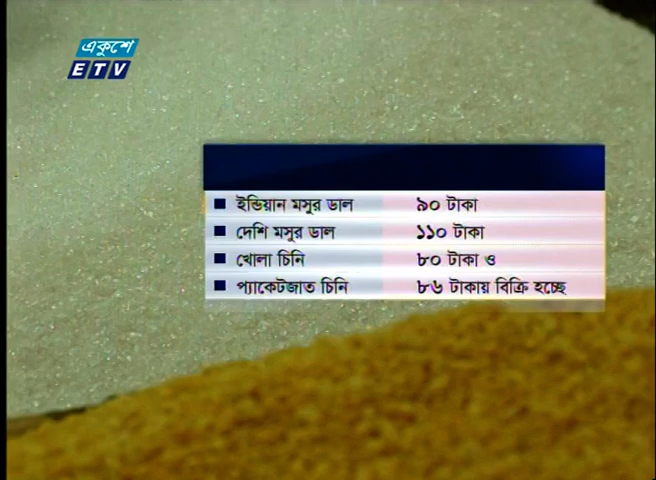 একুশে
ETV
■ ইন্ডিয়ান মসুর ডাল ৯০ টাকা
■ দেশি মসুর ডাল ১১০ টাকা
■ খোলা চিনি ৮০ টাকা ও
■ প্যাকেটজাত চিনি ৮৬ টাকায় বিক্রি হচ্ছে